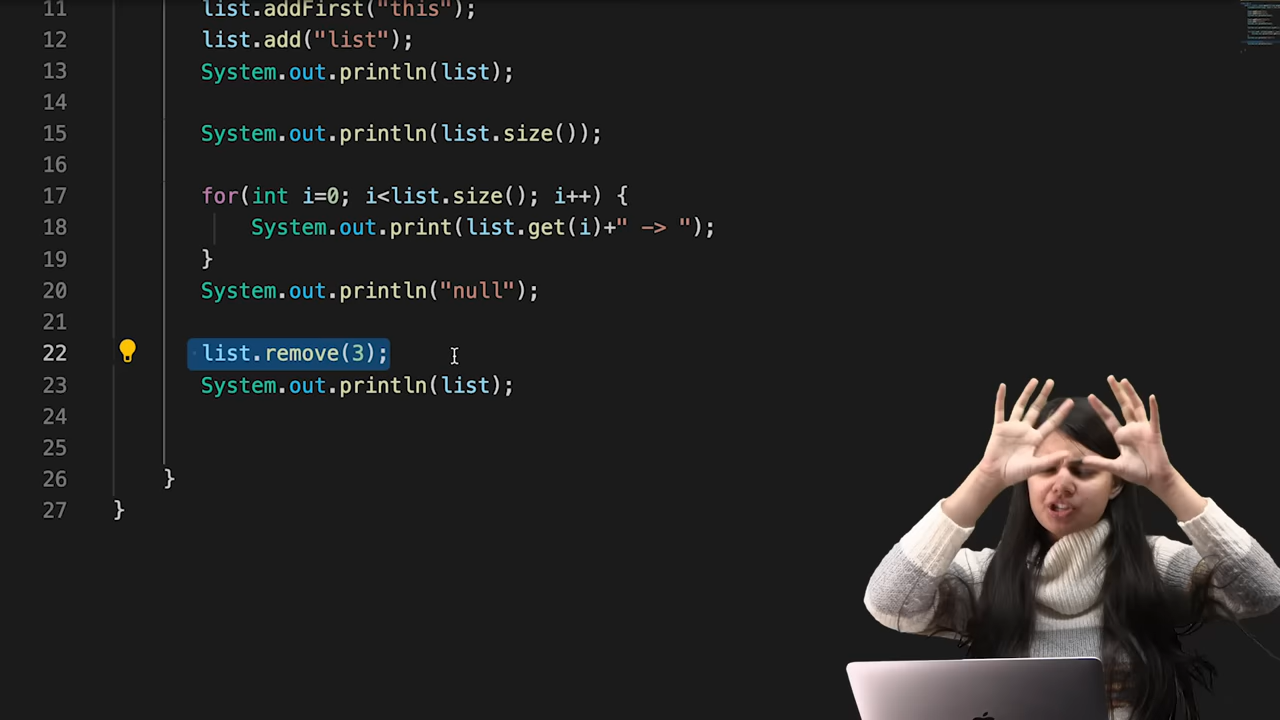 11 list.addFirst("this");
12 list.add("list");
13 System.out.println(list);
14
15 System.out.println(list.size());
16
17 for(int i=0; i<list.size(); i++) {
18 System.out.print(list.get(i)+" -> ");
19 }
20 System.out.println("null");
21
22 list.remove(3);
23 System.out.println(list);
24
25
26 }
27 }